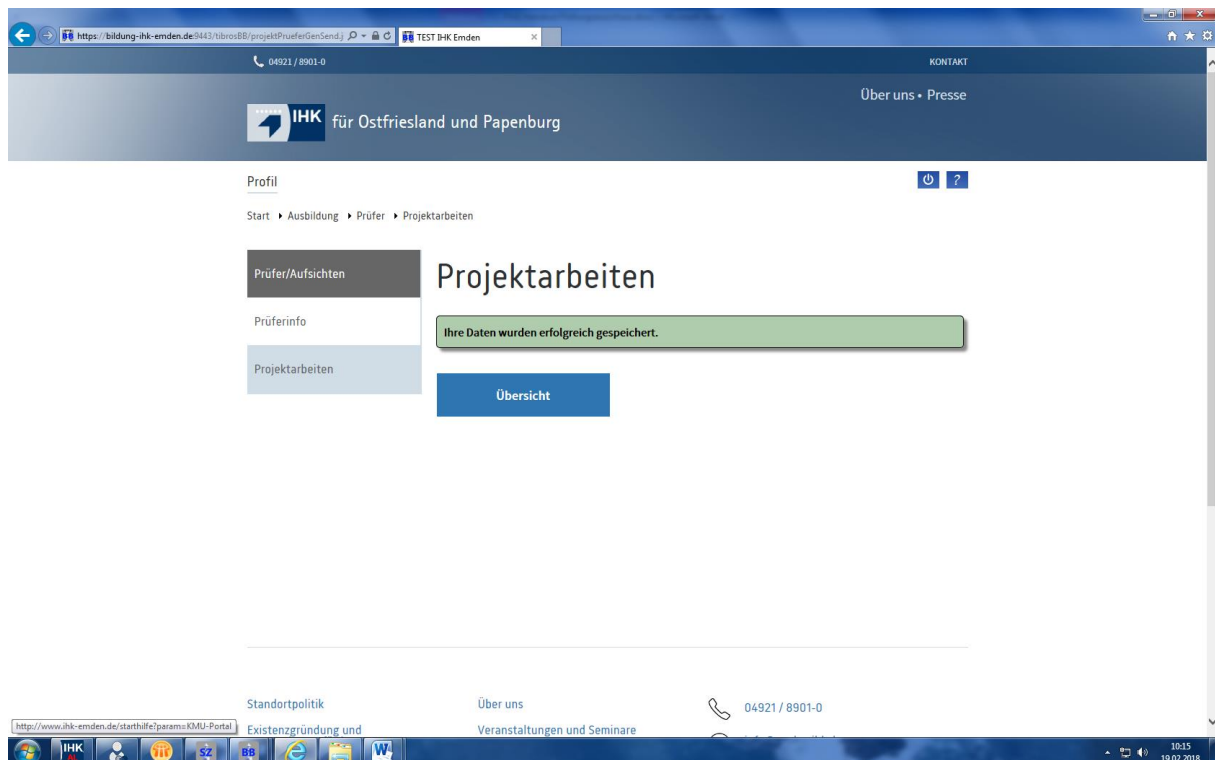 https://bildung-ihk-emden.de:9443/tibrosBB/projektPrueferGenSend.j
TEST IHK Emden
04921 / 8901-0
KONTAKT
Über uns • Presse
IHK für Ostfriesland und Papenburg
Profil
?
Start ▸ Ausbildung ▸ Prüfer ▸ Projektarbeiten
Prüfer/Aufsichten
Prüferinfo
Projektarbeiten
Projektarbeiten
Ihre Daten wurden erfolgreich gespeichert.
Übersicht
Standortpolitik
Existenzgründung und
Über uns
Veranstaltungen und Seminare
04921 / 8901-0
http://www.ihk-emden.de/starthilfe?param=KMU-Portal
IHK
SZ
BB
W
10:15
19.02.2018